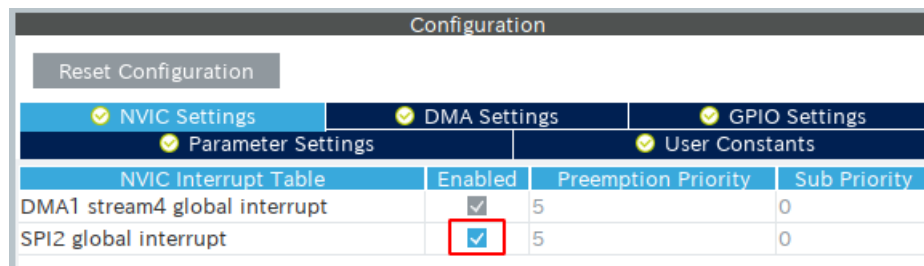 Configuration
Reset Configuration
NVIC Settings DMA Settings GPIO Settings
Parameter Settings User Constants
NVIC Interrupt Table Enabled Preemption Priority Sub Priority
DMA1 stream4 global interrupt 5 0
SPI2 global interrupt 5 0